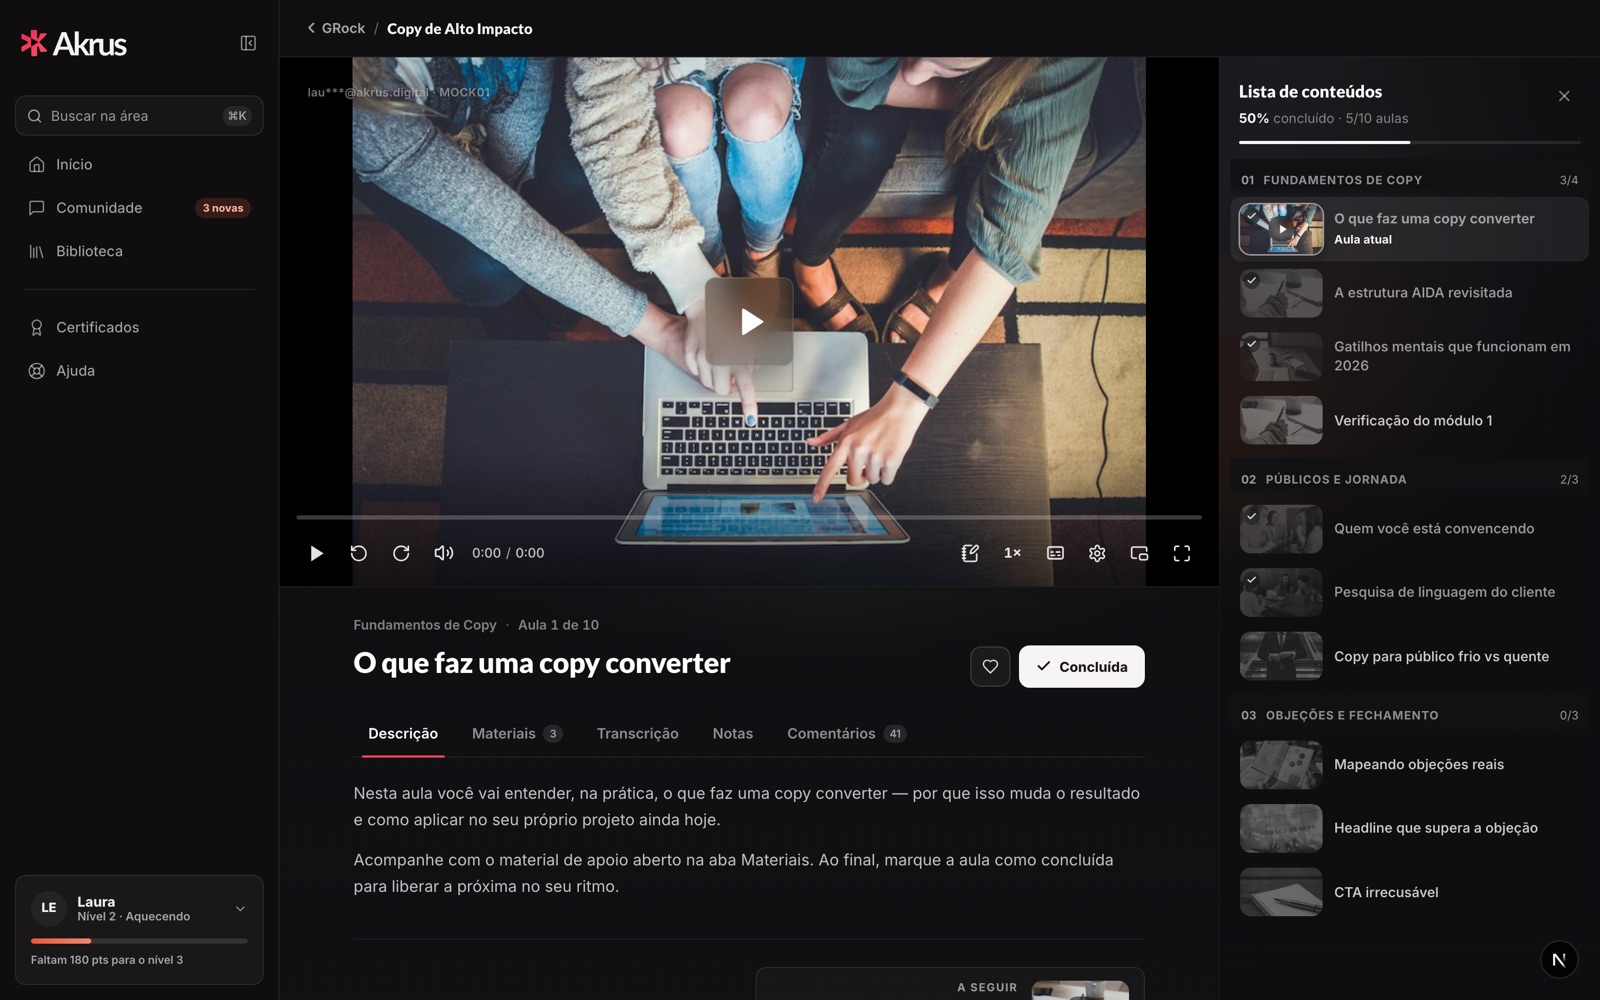 Akrus
Buscar na área ⌘K
Início
Comunidade 3 novas
Biblioteca
Certificados
Ajuda
LE
Laura
Nível 2 · Aquecendo
Faltam 180 pts para o nível 3
GRock / Copy de Alto Impacto
lau***@akrus.digital · MOCK01
0:00 / 0:00
1×
Fundamentos de Copy · Aula 1 de 10
O que faz uma copy converter
Concluída
Descrição Materiais 3 Transcrição Notas Comentários 41
Nesta aula você vai entender, na prática, o que faz uma copy converter — por que isso muda o resultado
e como aplicar no seu próprio projeto ainda hoje.
Acompanhe com o material de apoio aberto na aba Materiais. Ao final, marque a aula como concluída
para liberar a próxima no seu ritmo.
A SEGUIR
Lista de conteúdos
50% concluído · 5/10 aulas
01 FUNDAMENTOS DE COPY 3/4
O que faz uma copy converter
Aula atual
A estrutura AIDA revisitada
Gatilhos mentais que funcionam em
2026
Verificação do módulo 1
02 PÚBLICOS E JORNADA 2/3
Quem você está convencendo
Pesquisa de linguagem do cliente
Copy para público frio vs quente
03 OBJEÇÕES E FECHAMENTO 0/3
Mapeando objeções reais
Headline que supera a objeção
CTA irrecusável
N